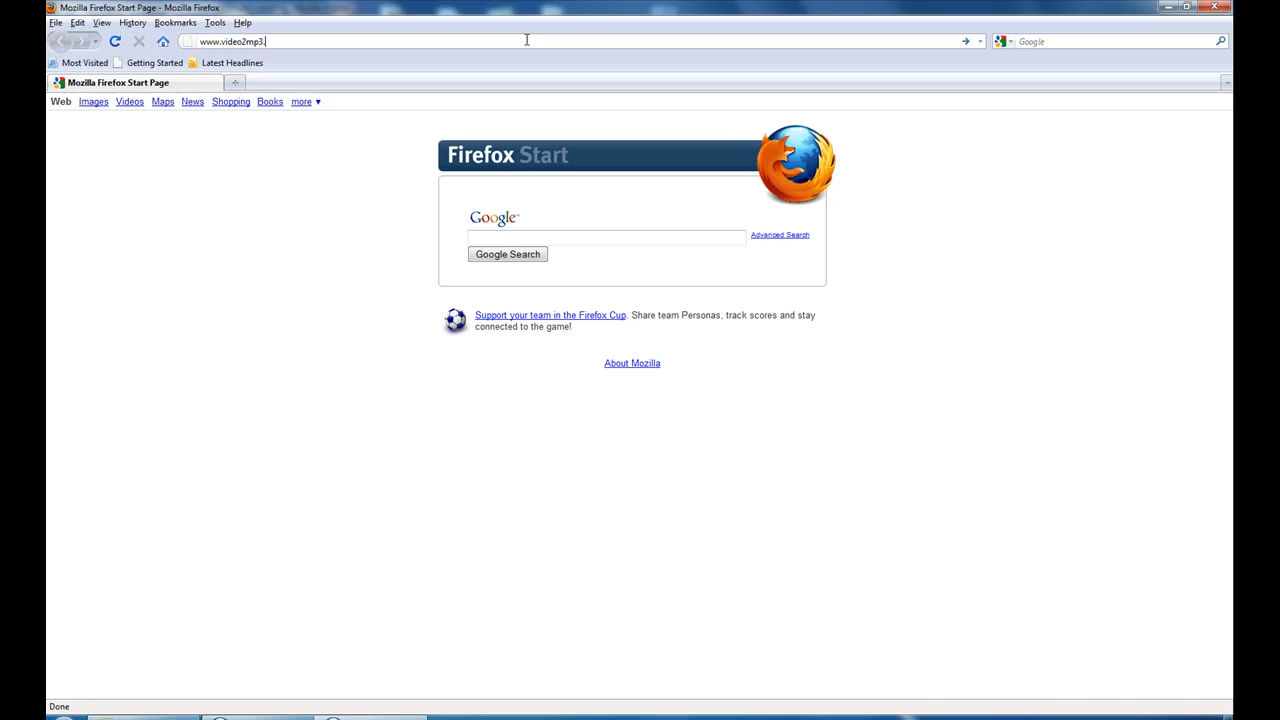 Mozilla Firefox Start Page - Mozilla Firefox
File Edit View History Bookmarks Tools Help
www.video2mp3. Google
Most Visited Getting Started Latest Headlines
Mozilla Firefox Start Page
Web Images Videos Maps News Shopping Books more ▼
Firefox Start
Google™
Advanced Search
Google Search
Support your team in the Firefox Cup. Share team Personas, track scores and stay
connected to the game!
About Mozilla
Done